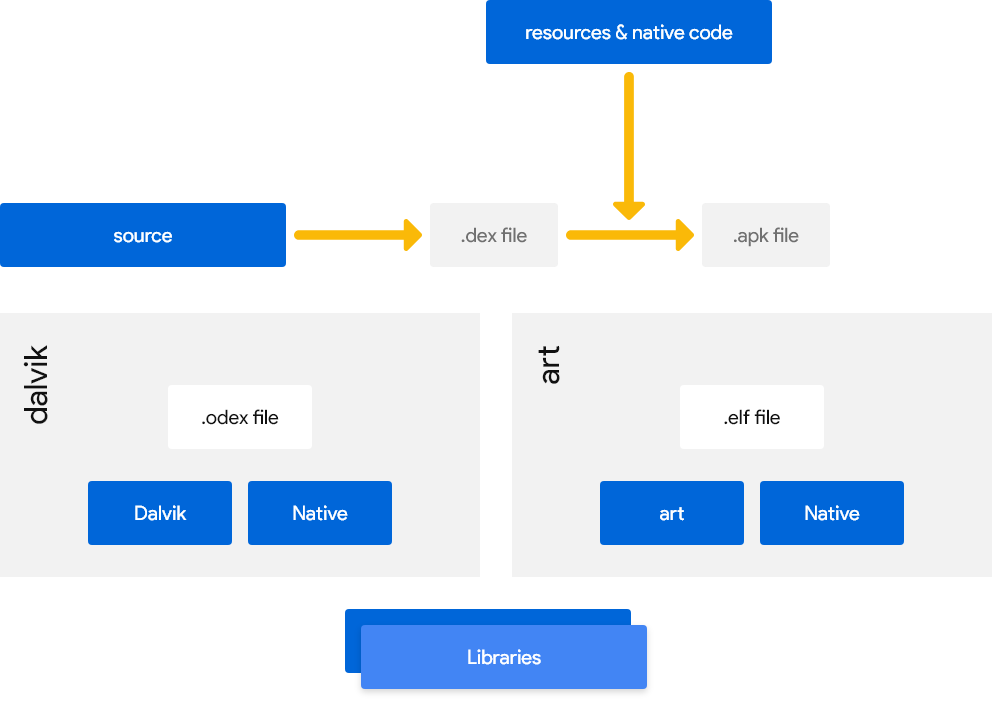 resources & native code
source
.dex file
.apk file
dalvik
.odex file
Dalvik
Native
art
.elf file
art
Native
Libraries